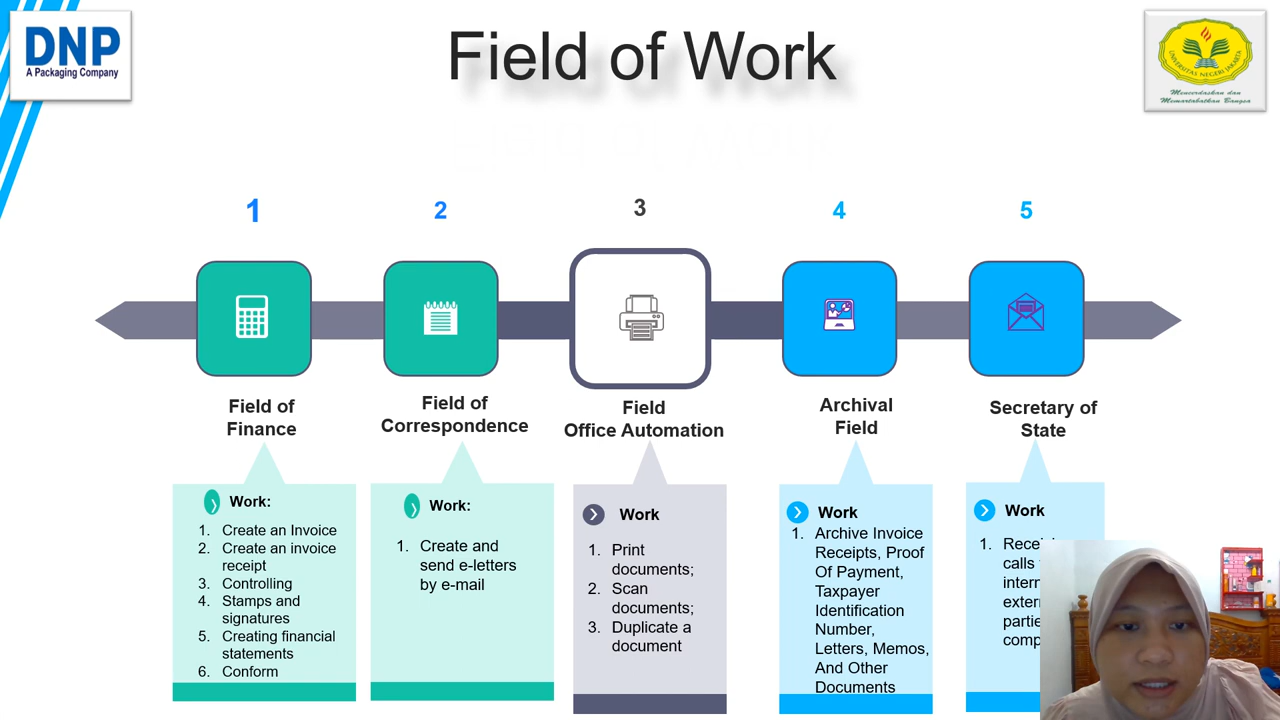 DNP
A Packaging Company
Field of Work
UNIVERSITAS NEGERI JAKARTA
Mencerdaskan dan
Memartabatkan Bangsa
1
2
3
4
5
Field of
Finance
Field of
Correspondence
Field
Office Automation
Archival
Field
Secretary of
State
Work:
1. Create an Invoice
2. Create an invoice
receipt
3. Controlling
4. Stamps and
signatures
5. Creating financial
statements
6. Conform
Work:
1. Create and
send e-letters
by e-mail
Work
1. Print
documents;
2. Scan
documents;
3. Duplicate a
document
Work
1. Archive Invoice
Receipts, Proof
Of Payment,
Taxpayer
Identification
Number,
Letters, Memos,
And Other
Documents
Work
1.
calls